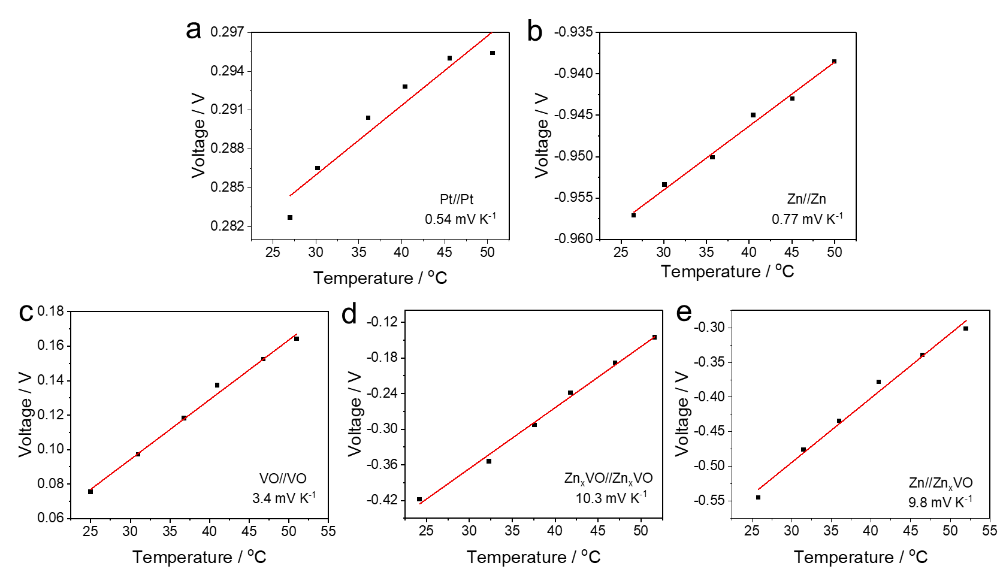 a
0.297
0.294
0.291
0.288
0.285
0.282
Voltage / V
Pt//Pt
0.54 mV K⁻¹
25 30 35 40 45 50
Temperature / °C
b
-0.935
-0.940
-0.945
-0.950
-0.955
-0.960
Voltage / V
Zn//Zn
0.77 mV K⁻¹
25 30 35 40 45 50
Temperature / °C
c
0.18
0.16
0.14
0.12
0.10
0.08
0.06
Voltage / V
VO//VO
3.4 mV K⁻¹
25 30 35 40 45 50 55
Temperature / °C
d
-0.12
-0.18
-0.24
-0.30
-0.36
-0.42
Voltage / V
ZnₓVO//ZnₓVO
10.3 mV K⁻¹
25 30 35 40 45 50
Temperature / °C
e
-0.30
-0.35
-0.40
-0.45
-0.50
-0.55
Voltage / V
Zn//ZnₓVO
9.8 mV K⁻¹
25 30 35 40 45 50 55
Temperature / °C